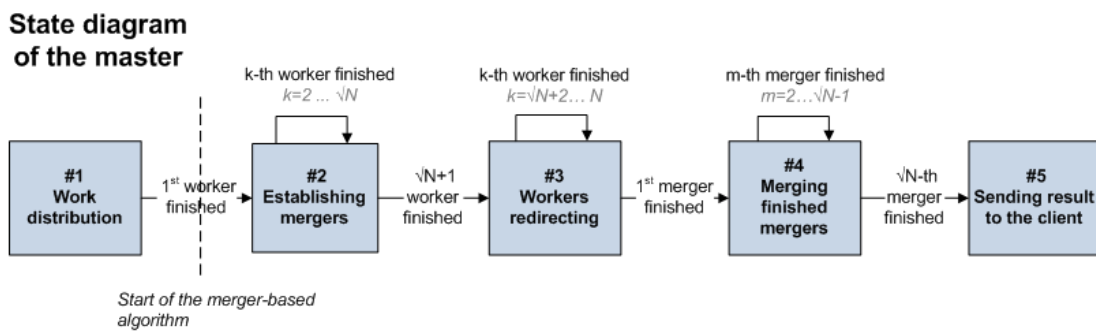 State diagram
of the master
k-th worker finished
k=2 ... √N
k-th worker finished
k=√N+2... N
m-th merger finished
m=2...√N-1
#1
Work
distribution
1st worker
finished
#2
Establishing
mergers
√N+1
worker
finished
#3
Workers
redirecting
1st merger
finished
#4
Merging
finished
mergers
√N-th
merger
finished
#5
Sending result
to the client
Start of the merger-based
algorithm